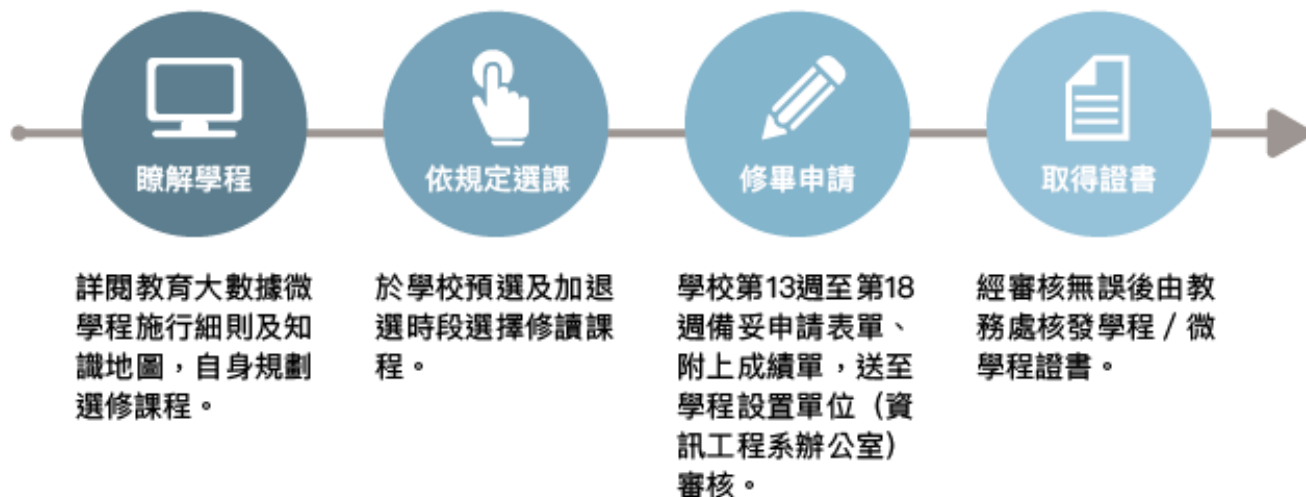 瞭解學程
詳閱教育大數據微
學程施行細則及知
識地圖，自身規劃
選修課程。
依規定選課
於學校預選及加退
選時段選擇修讀課
程。
修畢申請
學校第13週至第18
週備妥申請表單、
附上成績單，送至
學程設置單位（資
訊工程系辦公室）
審核。
取得證書
經審核無誤後由教
務處核發學程／微
學程證書。